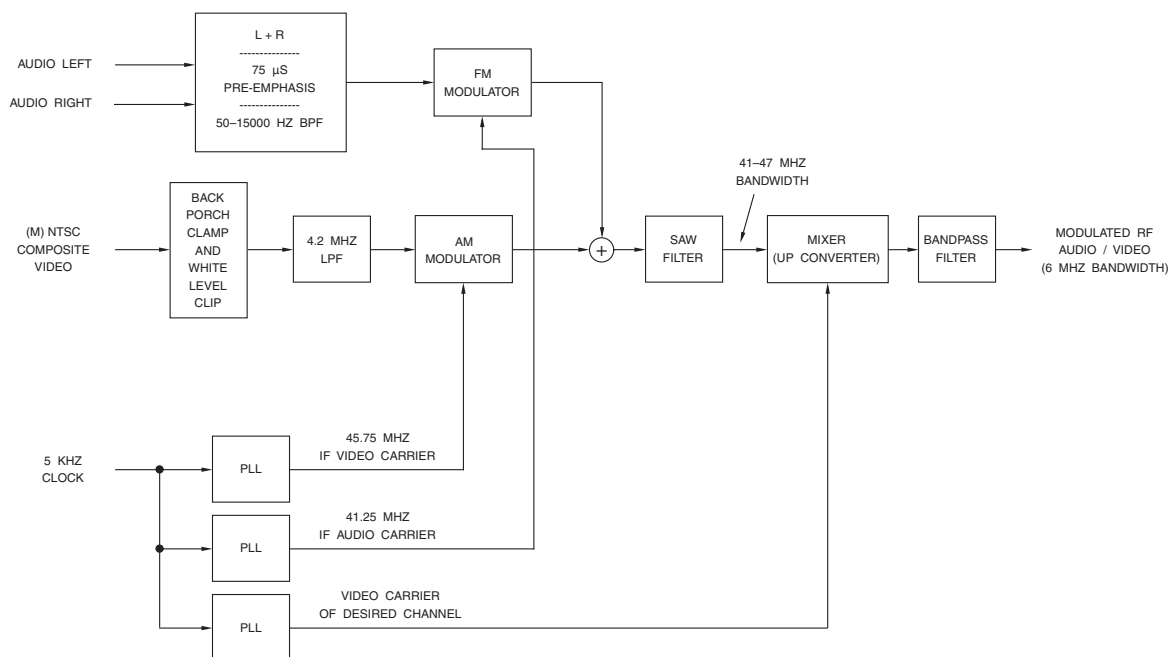 AUDIO LEFT
AUDIO RIGHT
L + R
---------------
75 µS
PRE-EMPHASIS
---------------
50–15000 HZ BPF
FM
MODULATOR
(M) NTSC
COMPOSITE
VIDEO
BACK
PORCH
CLAMP
AND
WHITE
LEVEL
CLIP
4.2 MHZ
LPF
AM
MODULATOR
+
SAW
FILTER
41–47 MHZ
BANDWIDTH
MIXER
(UP CONVERTER)
BANDPASS
FILTER
MODULATED RF
AUDIO / VIDEO
(6 MHZ BANDWIDTH)
5 KHZ
CLOCK
PLL
45.75 MHZ
IF VIDEO CARRIER
PLL
41.25 MHZ
IF AUDIO CARRIER
PLL
VIDEO CARRIER
OF DESIRED CHANNEL